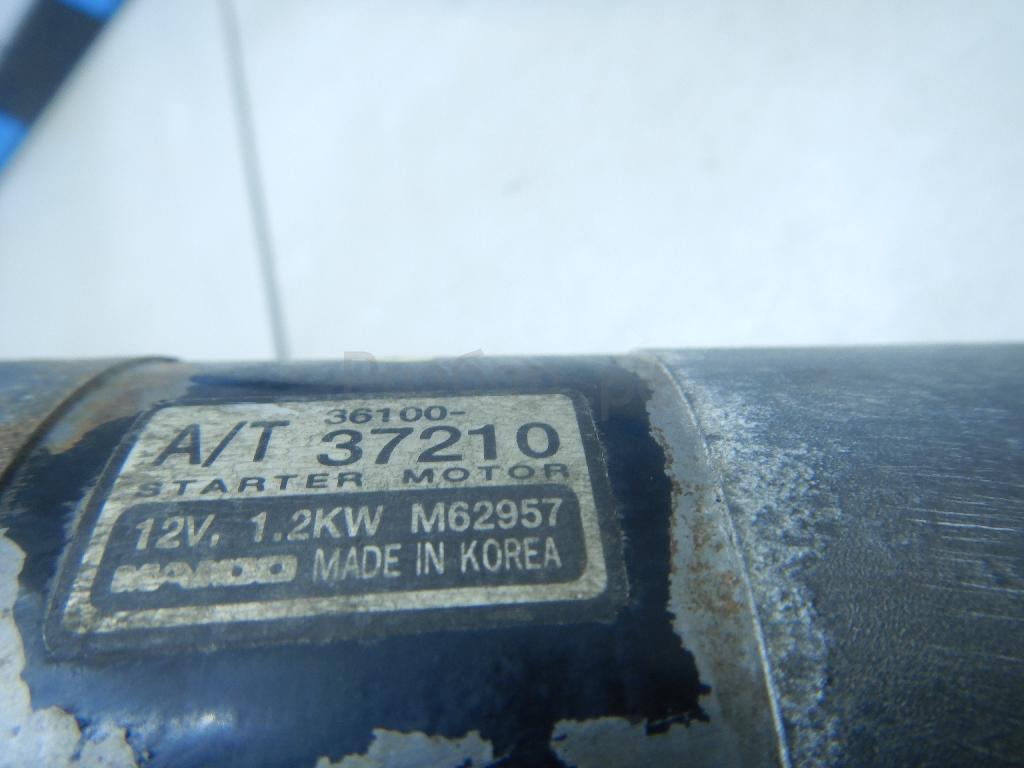 36100-
A/T 37210
STARTER MOTOR
12V, 1.2KW M62957
MANDO MADE IN KOREA